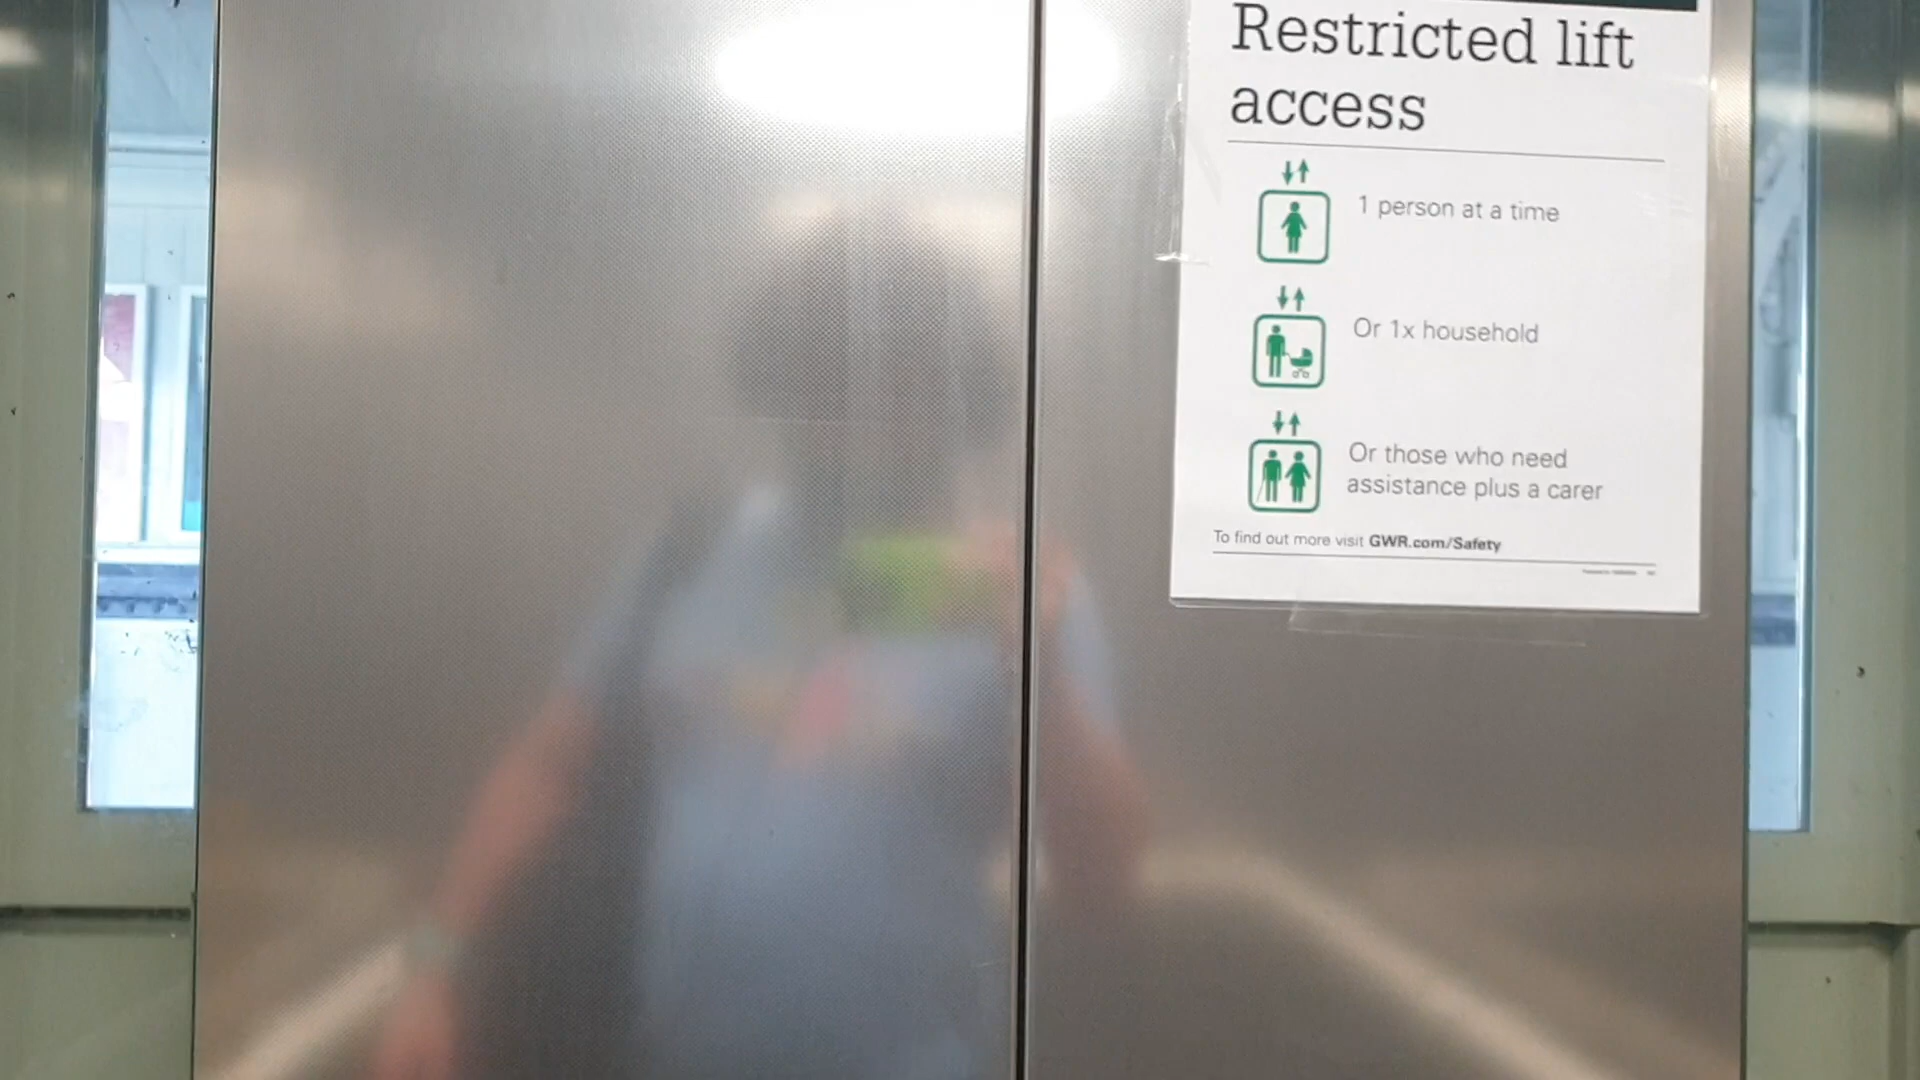 Restricted lift
access
1 person at a time
Or 1x household
Or those who need
assistance plus a carer
To find out more visit GWR.com/Safety